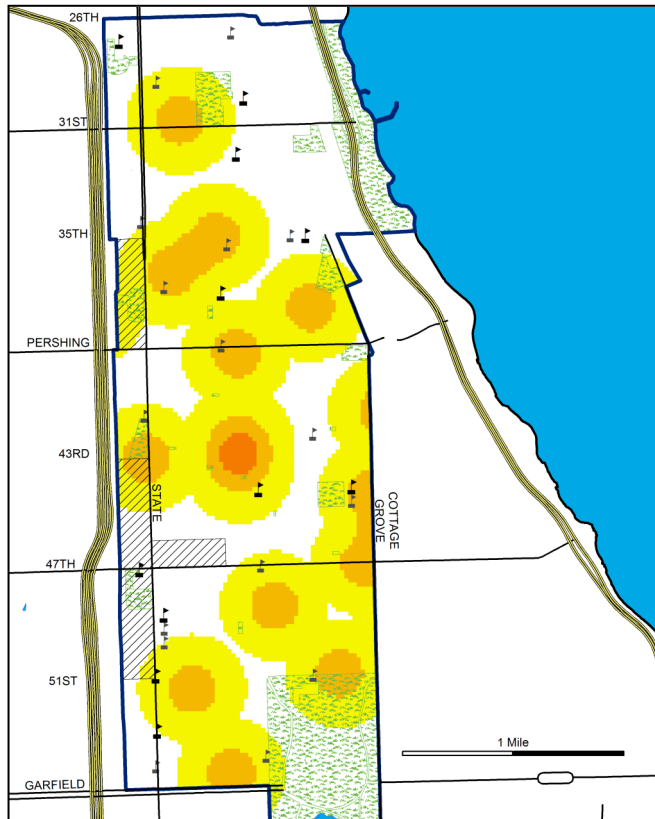 26TH
31ST
35TH
PERSHING
43RD
STATE
COTTAGE
GROVE
47TH
51ST
1 Mile
GARFIELD